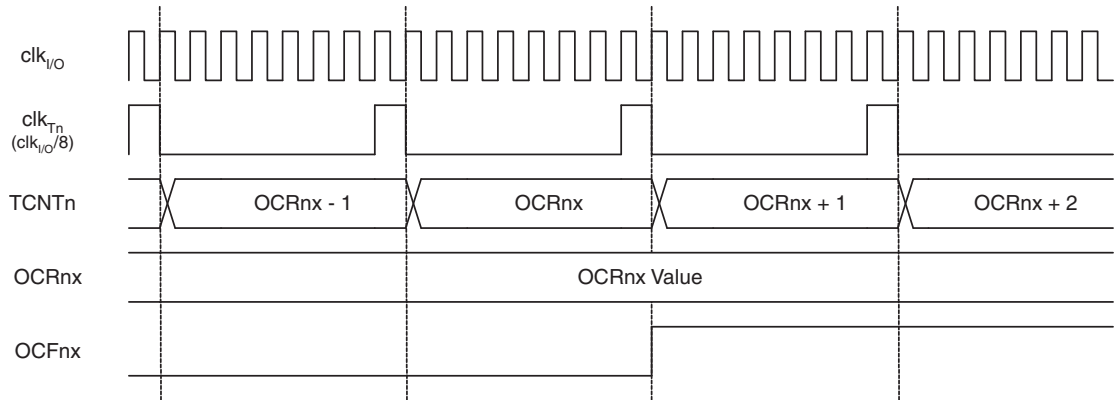 clkI/O
clkTn
(clkI/O/8)
TCNTn OCRnx - 1 OCRnx OCRnx + 1 OCRnx + 2
OCRnx OCRnx Value
OCFnx